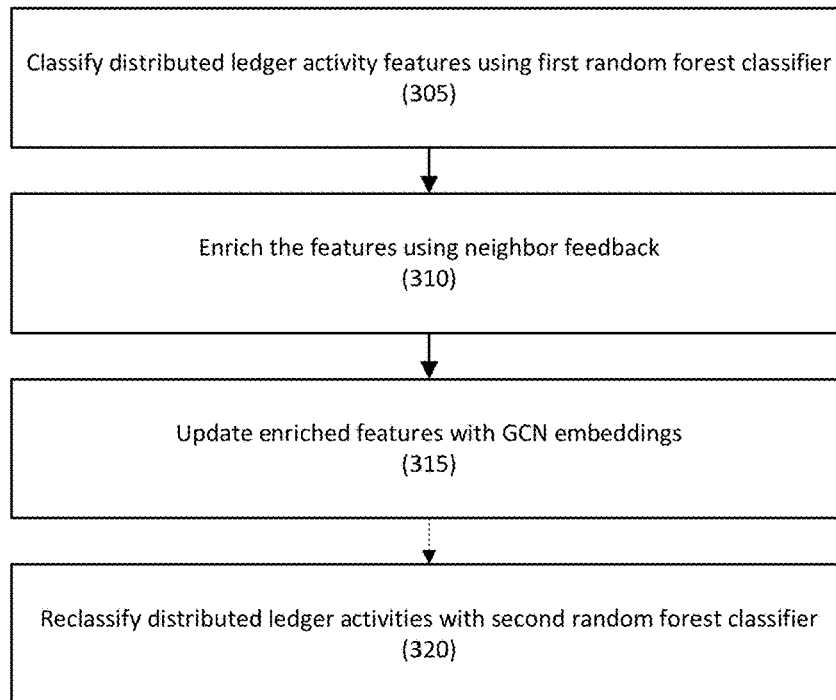 Classify distributed ledger activity features using first random forest classifier
(305)
Enrich the features using neighbor feedback
(310)
Update enriched features with GCN embeddings
(315)
Reclassify distributed ledger activities with second random forest classifier
(320)